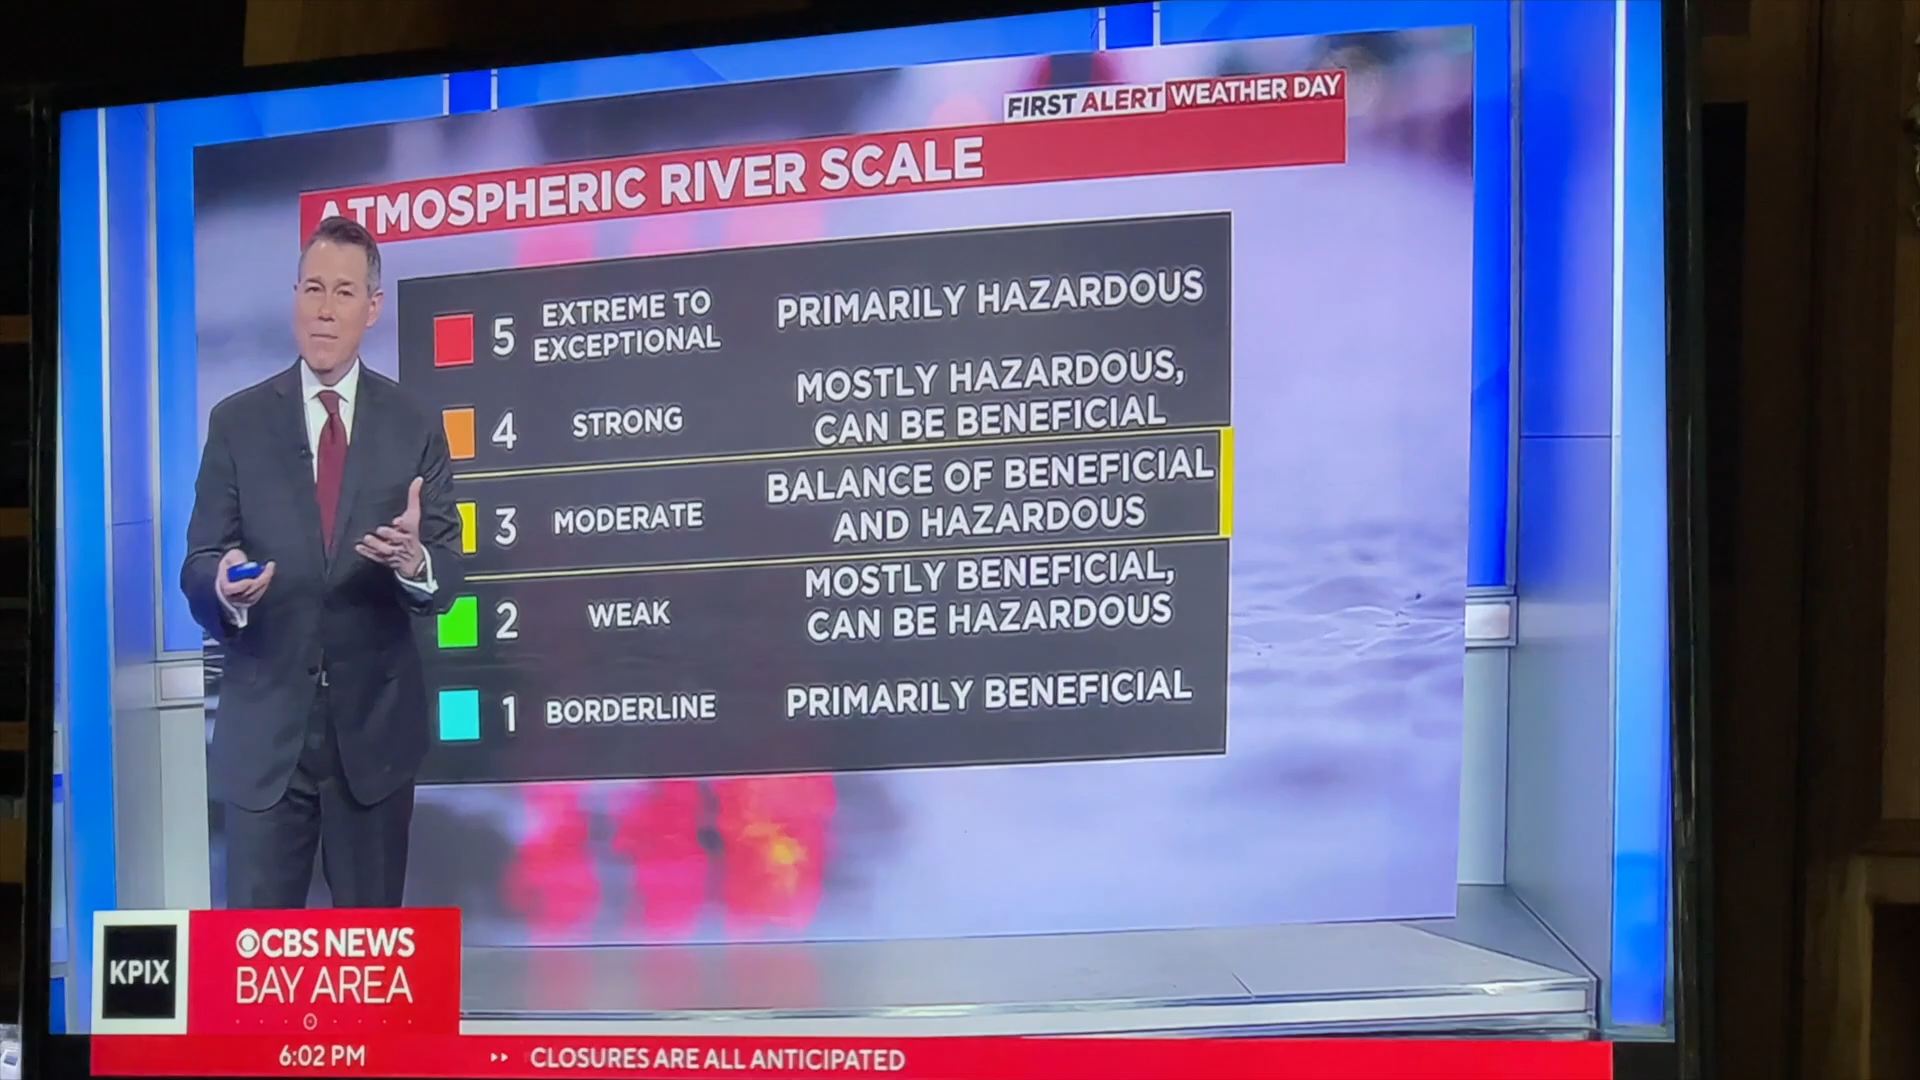 FIRST ALERT WEATHER DAY
ATMOSPHERIC RIVER SCALE
5 EXTREME TO EXCEPTIONAL PRIMARILY HAZARDOUS
4 STRONG MOSTLY HAZARDOUS,
CAN BE BENEFICIAL
3 MODERATE BALANCE OF BENEFICIAL
AND HAZARDOUS
2 WEAK MOSTLY BENEFICIAL,
CAN BE HAZARDOUS
1 BORDERLINE PRIMARILY BENEFICIAL
KPIX
CBS NEWS
BAY AREA
6:02 PM
CLOSURES ARE ALL ANTICIPATED